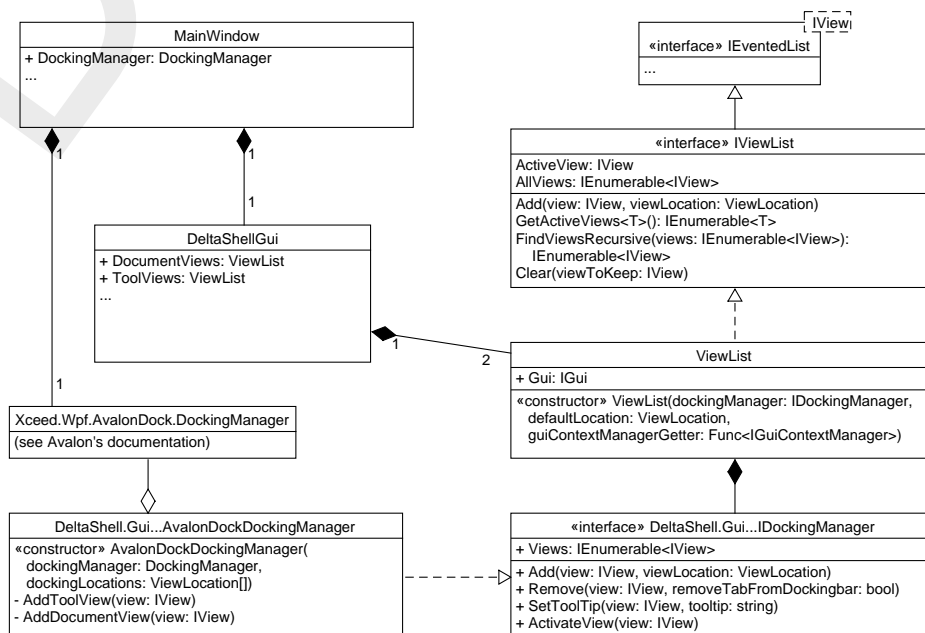 MainWindow
+ DockingManager: DockingManager
...
1
1
1
1
DeltaShellGui
+ DocumentViews: ViewList
+ ToolViews: ViewList
...
1
2
Xceed.Wpf.AvalonDock.DockingManager
(see Avalon's documentation)
DeltaShell.Gui...AvalonDockDockingManager
«constructor» AvalonDockDockingManager(
dockingManager: DockingManager,
dockingLocations: ViewLocation[])
- AddToolView(view: IView)
- AddDocumentView(view: IView)
IView
«interface» IEventedList
...
«interface» IViewList
ActiveView: IView
AllViews: IEnumerable<IView>
Add(view: IView, viewLocation: ViewLocation)
GetActiveViews<T>(): IEnumerable<T>
FindViewsRecursive(views: IEnumerable<IView>):
IEnumerable<IView>
Clear(viewToKeep: IView)
ViewList
+ Gui: IGui
«constructor» ViewList(dockingManager: IDockingManager,
defaultLocation: ViewLocation,
guiContextManagerGetter: Func<IGuiContextManager>)
«interface» DeltaShell.Gui...IDockingManager
+ Views: IEnumerable<IView>
+ Add(view: IView, viewLocation: ViewLocation)
+ Remove(view: IView, removeTabFromDockingbar: bool)
+ SetToolTip(view: IView, tooltip: string)
+ ActivateView(view: IView)